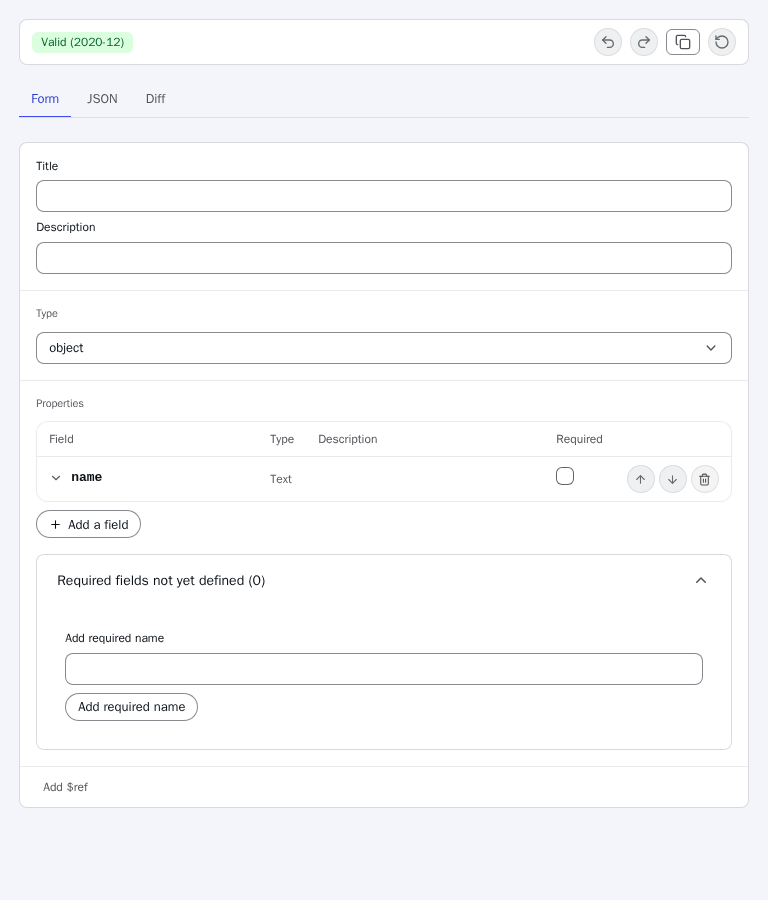 Valid (2020-12)
Form JSON Diff
Title
Description
Type
object
Properties
Field Type Description Required
name Text
Add a field
Required fields not yet defined (0)
Add required name
Add required name
Add $ref